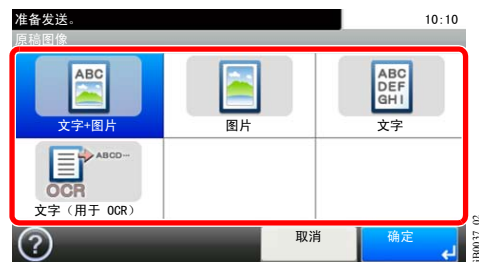 准备发送。 10:10
原稿图像
ABC
ABC
DEF
GHI
文字+图片 图片 文字
ABCD…
OCR
文字（用于 OCR）
? 取消 确定
GB0037_02